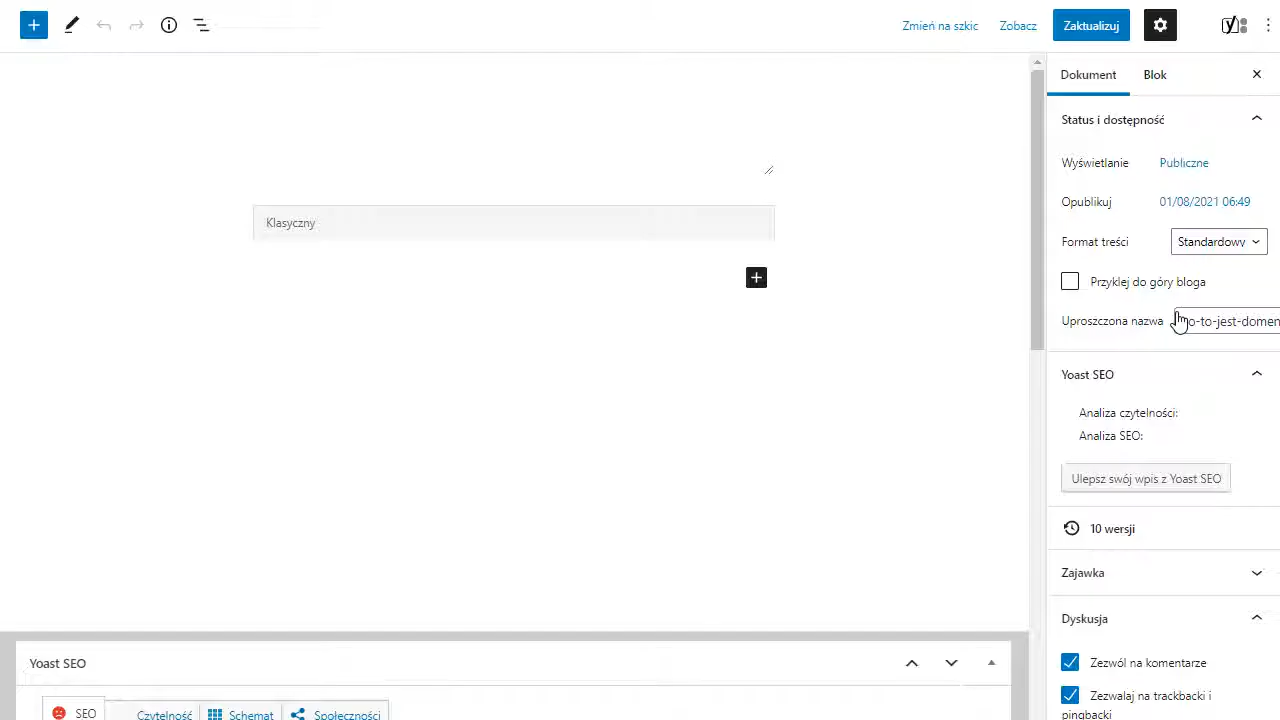 Zmień na szkic Zobacz Zaktualizuj
Dokument Blok
Status i dostępność
Wyświetlanie Publiczne
Opublikuj 01/08/2021 06:49
Format treści Standardowy
Przyklej do góry bloga
Uproszczona nazwa o-to-jest-domen
Klasyczny
Yoast SEO
Analiza czytelności:
Analiza SEO:
Ulepsz swój wpis z Yoast SEO
10 wersji
Zajawka
Dyskusja
Zezwól na komentarze
Zezwalaj na trackbacki i
pingbacki
Yoast SEO
SEO Czytelność Schemat Społeczności